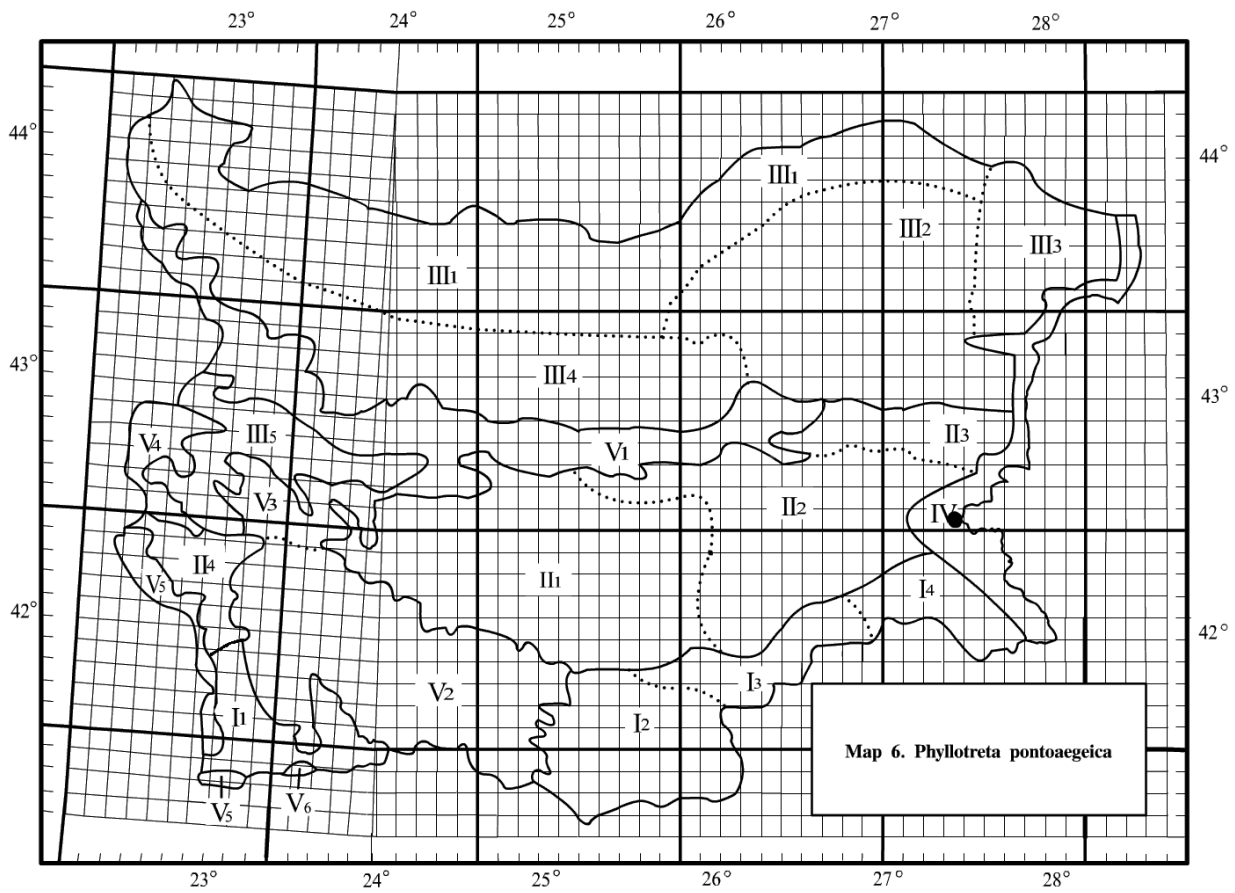 23° 24° 25° 26° 27° 28°
44° 44°
III1
III2
III1 III3
43° 43°
III4
V4 III5 V1 II3
V3 II2 IV
II4 V5 II1 I4
42° 42°
V2 I3
I1 I2
Map 6. Phyllotreta pontoaegeica
V5 V6
23° 24° 25° 26° 27° 28°